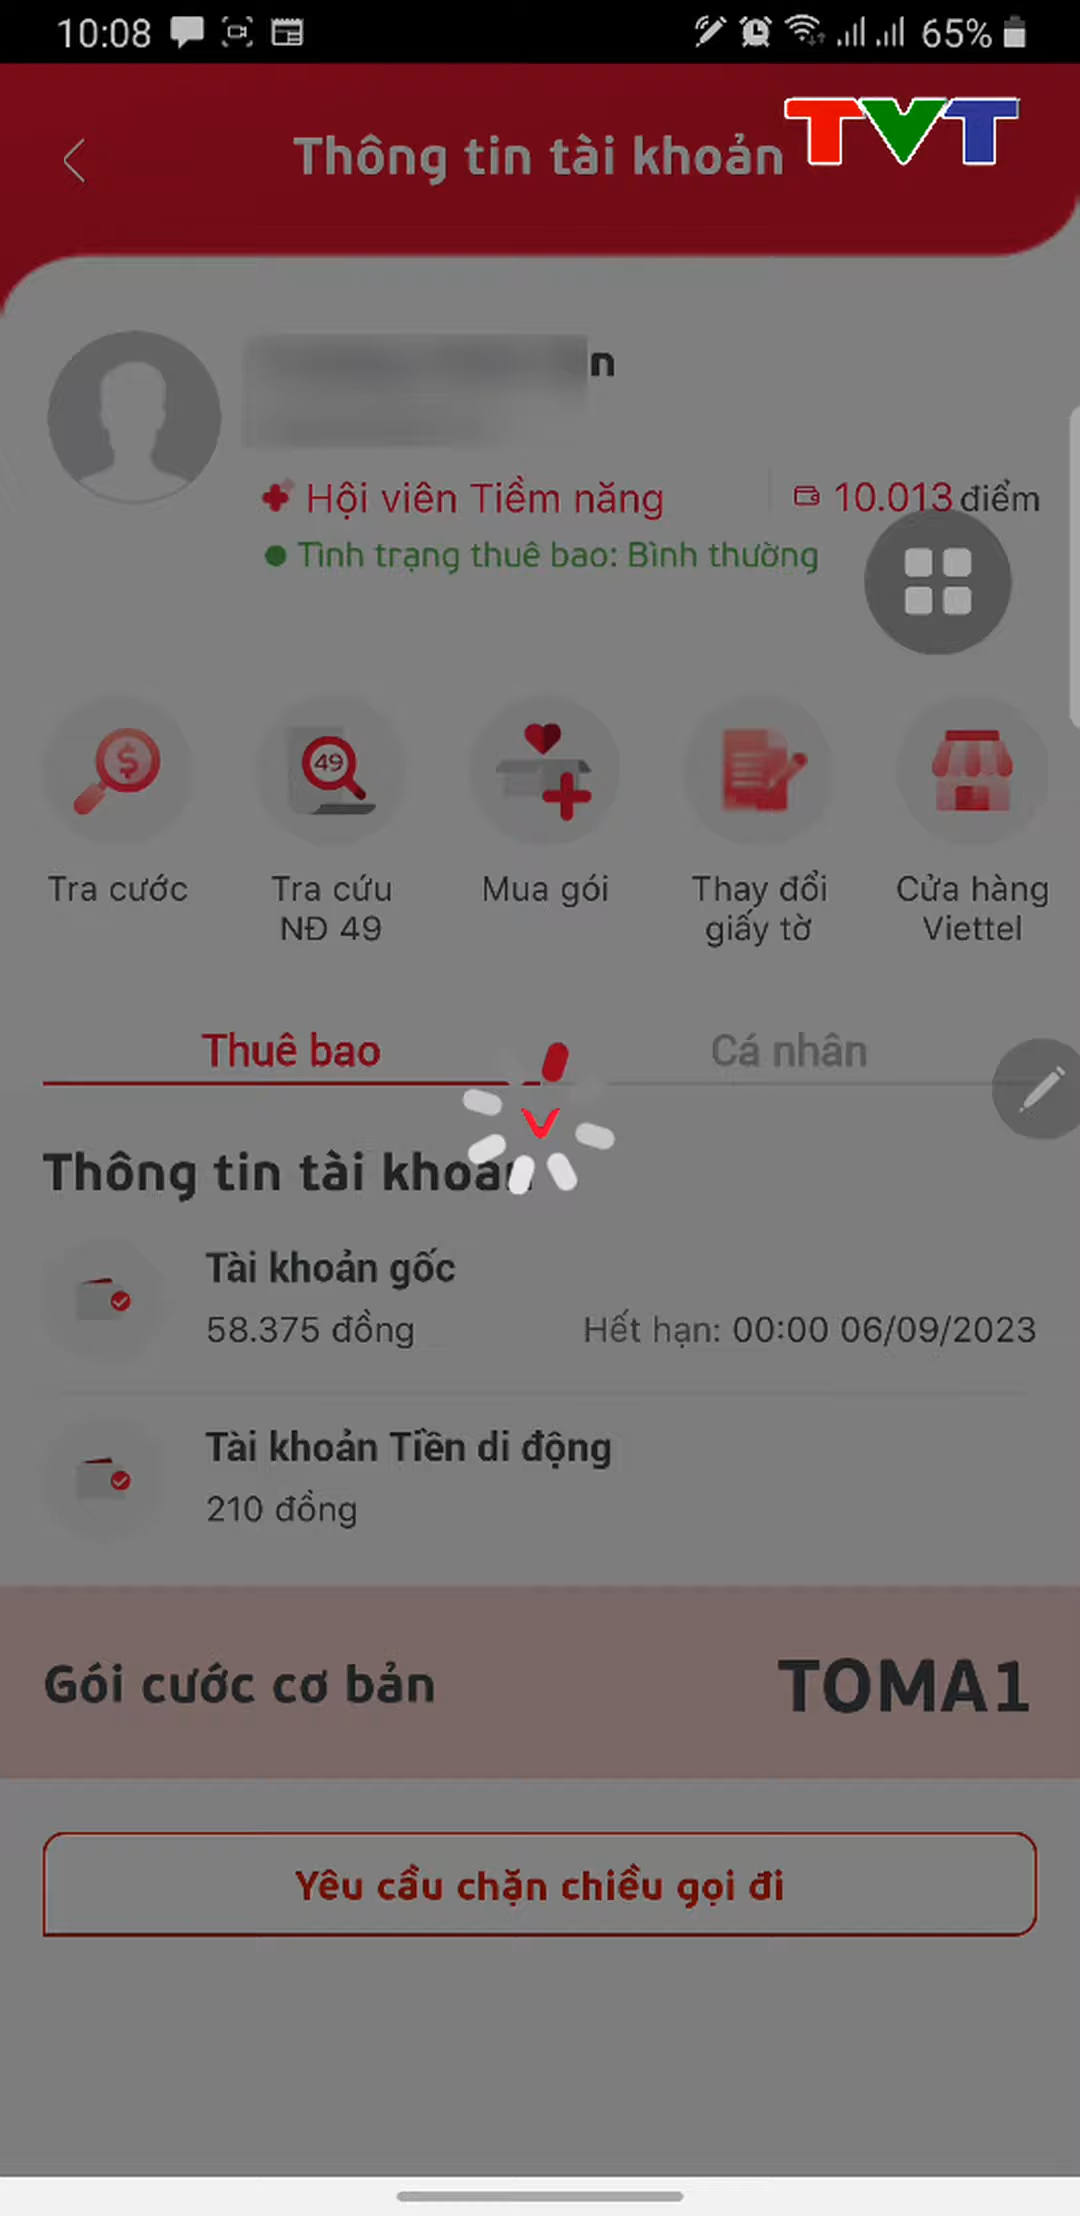 10:08
65%
Thông tin tài khoản
TVT
n
Hội viên Tiềm năng
10.013 điểm
Tình trạng thuê bao: Bình thường
49
Tra cước
Tra cứu
NĐ 49
Mua gói
Thay đổi
giấy tờ
Cửa hàng
Viettel
Thuê bao
Cá nhân
Thông tin tài khoản
Tài khoản gốc
58.375 đồng
Hết hạn: 00:00 06/09/2023
Tài khoản Tiền di động
210 đồng
Gói cước cơ bản
TOMA1
Yêu cầu chặn chiều gọi đi